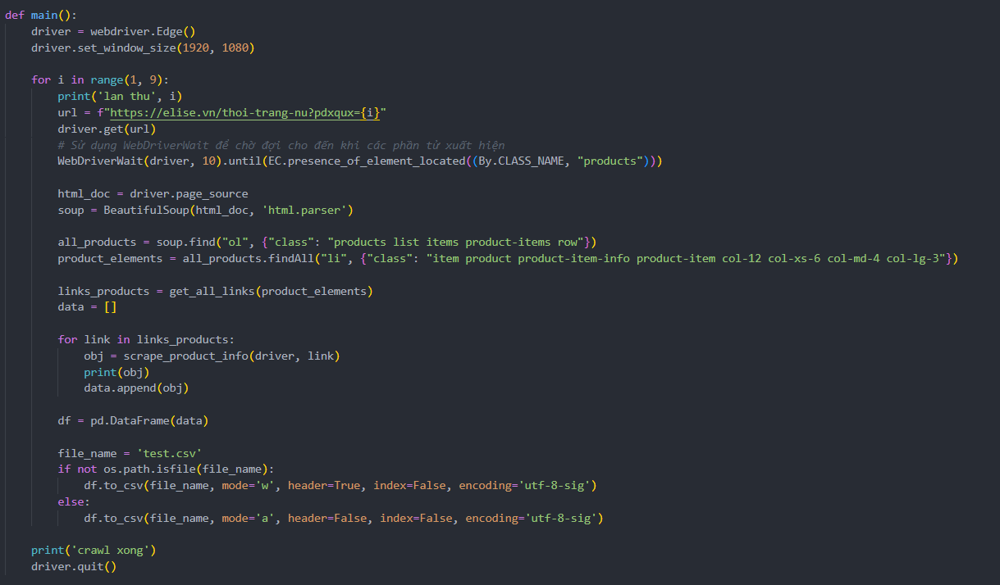 def main():
    driver = webdriver.Edge()
    driver.set_window_size(1920, 1080)
    for i in range(1, 9):
        print('lan thu', i)
        url = f"https://elise.vn/thoi-trang-nu?pdxqux={i}"
        driver.get(url)
        # Sử dụng WebDriverWait để chờ đợi cho đến khi các phần tử xuất hiện
        WebDriverWait(driver, 10).until(EC.presence_of_element_located((By.CLASS_NAME, "products")))
        html_doc = driver.page_source
        soup = BeautifulSoup(html_doc, 'html.parser')
        all_products = soup.find("ol", {"class": "products list items product-items row"})
        product_elements = all_products.findAll("li", {"class": "item product product-item-info product-item col-12 col-xs-6 col-md-4 col-lg-3"})
        links_products = get_all_links(product_elements)
        data = []
        for link in links_products:
            obj = scrape_product_info(driver, link)
            print(obj)
            data.append(obj)
        df = pd.DataFrame(data)
        file_name = 'test.csv'
        if not os.path.isfile(file_name):
            df.to_csv(file_name, mode='w', header=True, index=False, encoding='utf-8-sig')
        else:
            df.to_csv(file_name, mode='a', header=False, index=False, encoding='utf-8-sig')
    print('crawl xong')
    driver.quit()